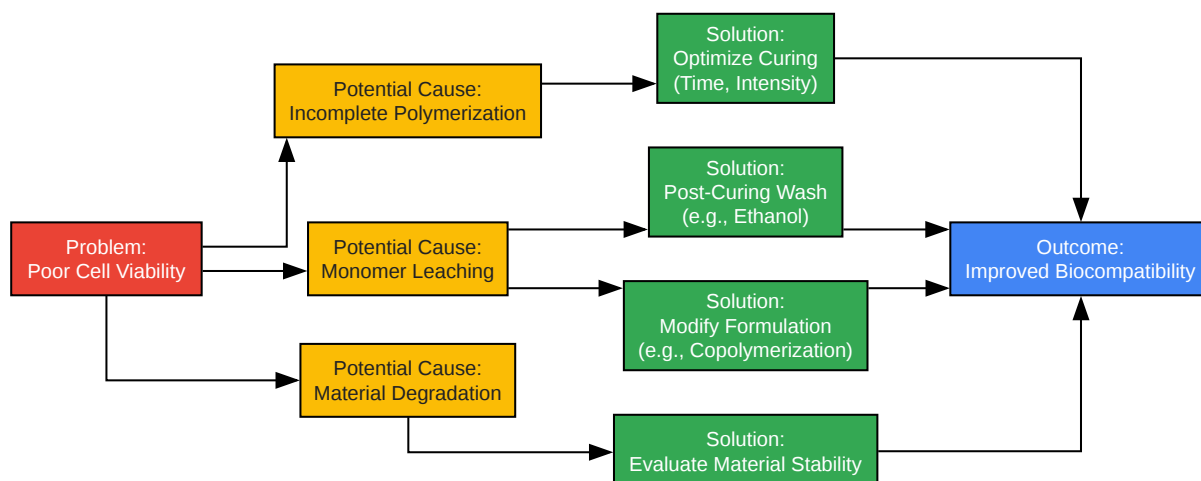 Problem:
Poor Cell Viability
Potential Cause:
Incomplete Polymerization
Potential Cause:
Monomer Leaching
Potential Cause:
Material Degradation
Solution:
Optimize Curing
(Time, Intensity)
Solution:
Post-Curing Wash
(e.g., Ethanol)
Solution:
Modify Formulation
(e.g., Copolymerization)
Solution:
Evaluate Material Stability
Outcome:
Improved Biocompatibility